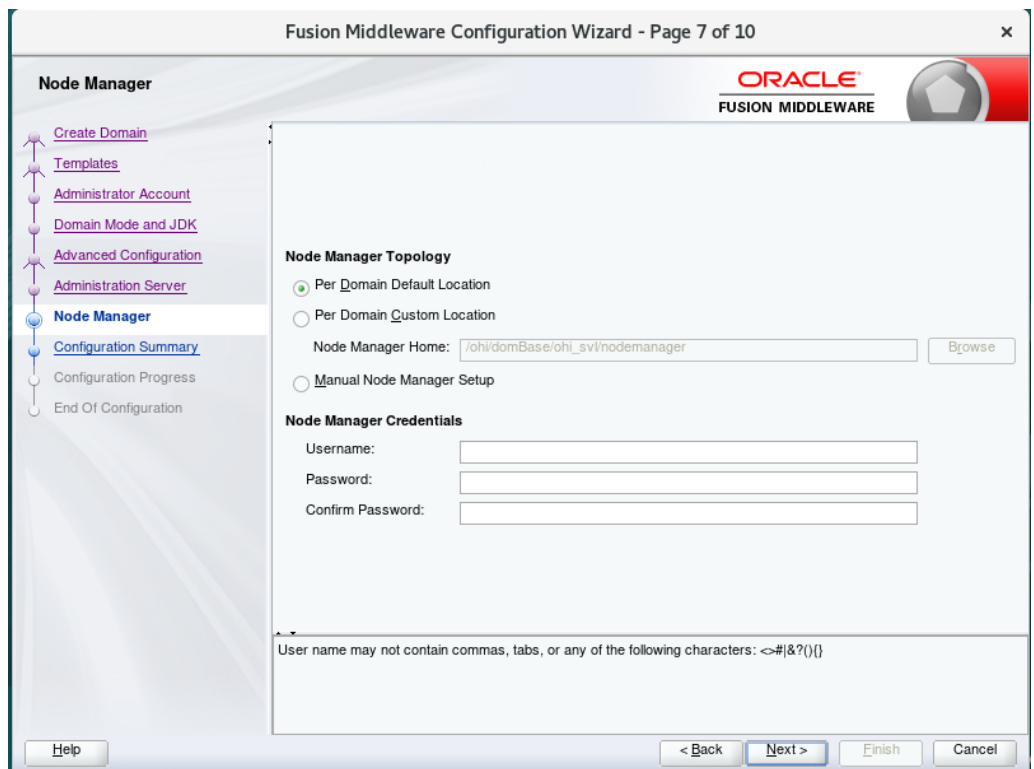 Fusion Middleware Configuration Wizard - Page 7 of 10
×
Node Manager
ORACLE
FUSION MIDDLEWARE
Create Domain
Templates
Administrator Account
Domain Mode and JDK
Advanced Configuration
Administration Server
Node Manager
Configuration Summary
Configuration Progress
End Of Configuration
Node Manager Topology
Per Domain Default Location
Per Domain Custom Location
Node Manager Home: /ohi/domBase/ohi_svl/nodemanager Browse
Manual Node Manager Setup
Node Manager Credentials
Username:
Password:
Confirm Password:
User name may not contain commas, tabs, or any of the following characters: <>#|&?(){}
Help < Back Next > Finish Cancel